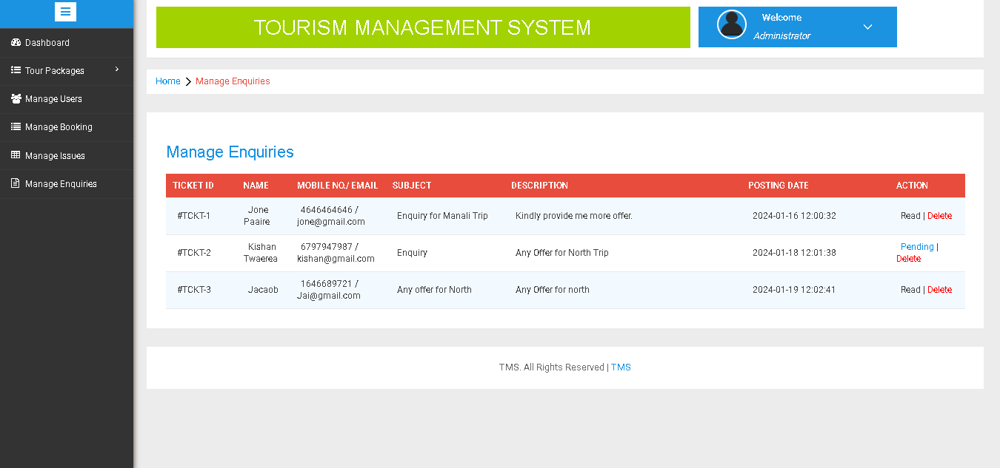 TOURISM MANAGEMENT SYSTEM
Welcome
Administrator
Dashboard
Tour Packages
Manage Users
Manage Booking
Manage Issues
Manage Enquiries
Home > Manage Enquiries
Manage Enquiries
TICKET ID NAME MOBILE NO./ EMAIL SUBJECT DESCRIPTION POSTING DATE ACTION
#TCKT-1 Jone Paaire 4646464646 / jone@gmail.com Enquiry for Manali Trip Kindly provide me more offer. 2024-01-16 12:00:32 Read | Delete
#TCKT-2 Kishan Twaerea 6797947987 / kishan@gmail.com Enquiry Any Offer for North Trip 2024-01-18 12:01:38 Pending | Delete
#TCKT-3 Jacaob 1646689721 / Jai@gmail.com Any offer for North Any Offer for north 2024-01-19 12:02:41 Read | Delete
TMS. All Rights Reserved | TMS